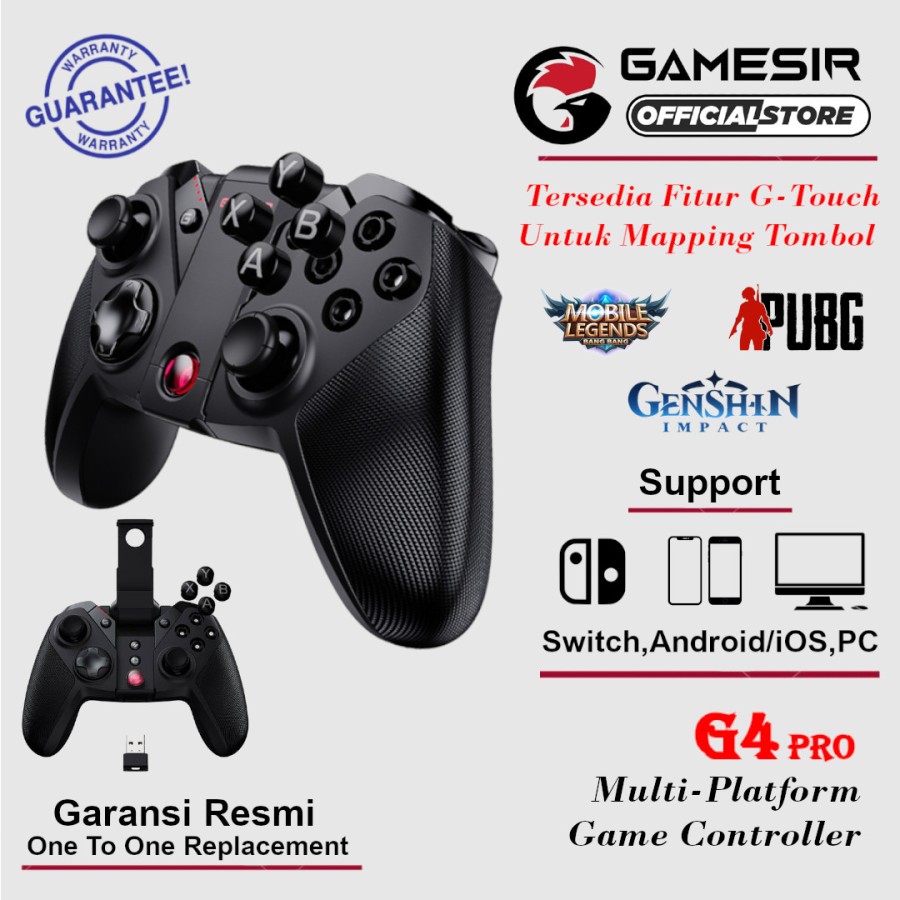 WARRANTY
GUARANTEE!
WARRANTY
GAMESIR
OFFICIALSTORE
Tersedia Fitur G-Touch
Untuk Mapping Tombol
Y
X
B
A
G
MOBILE
LEGENDS
BANG BANG
PUBG
GENSHIN
IMPACT
Support
Switch,Android/iOS,PC
Y
X
B
A
G4 PRO
Multi-Platform
Game Controller
Garansi Resmi
One To One Replacement